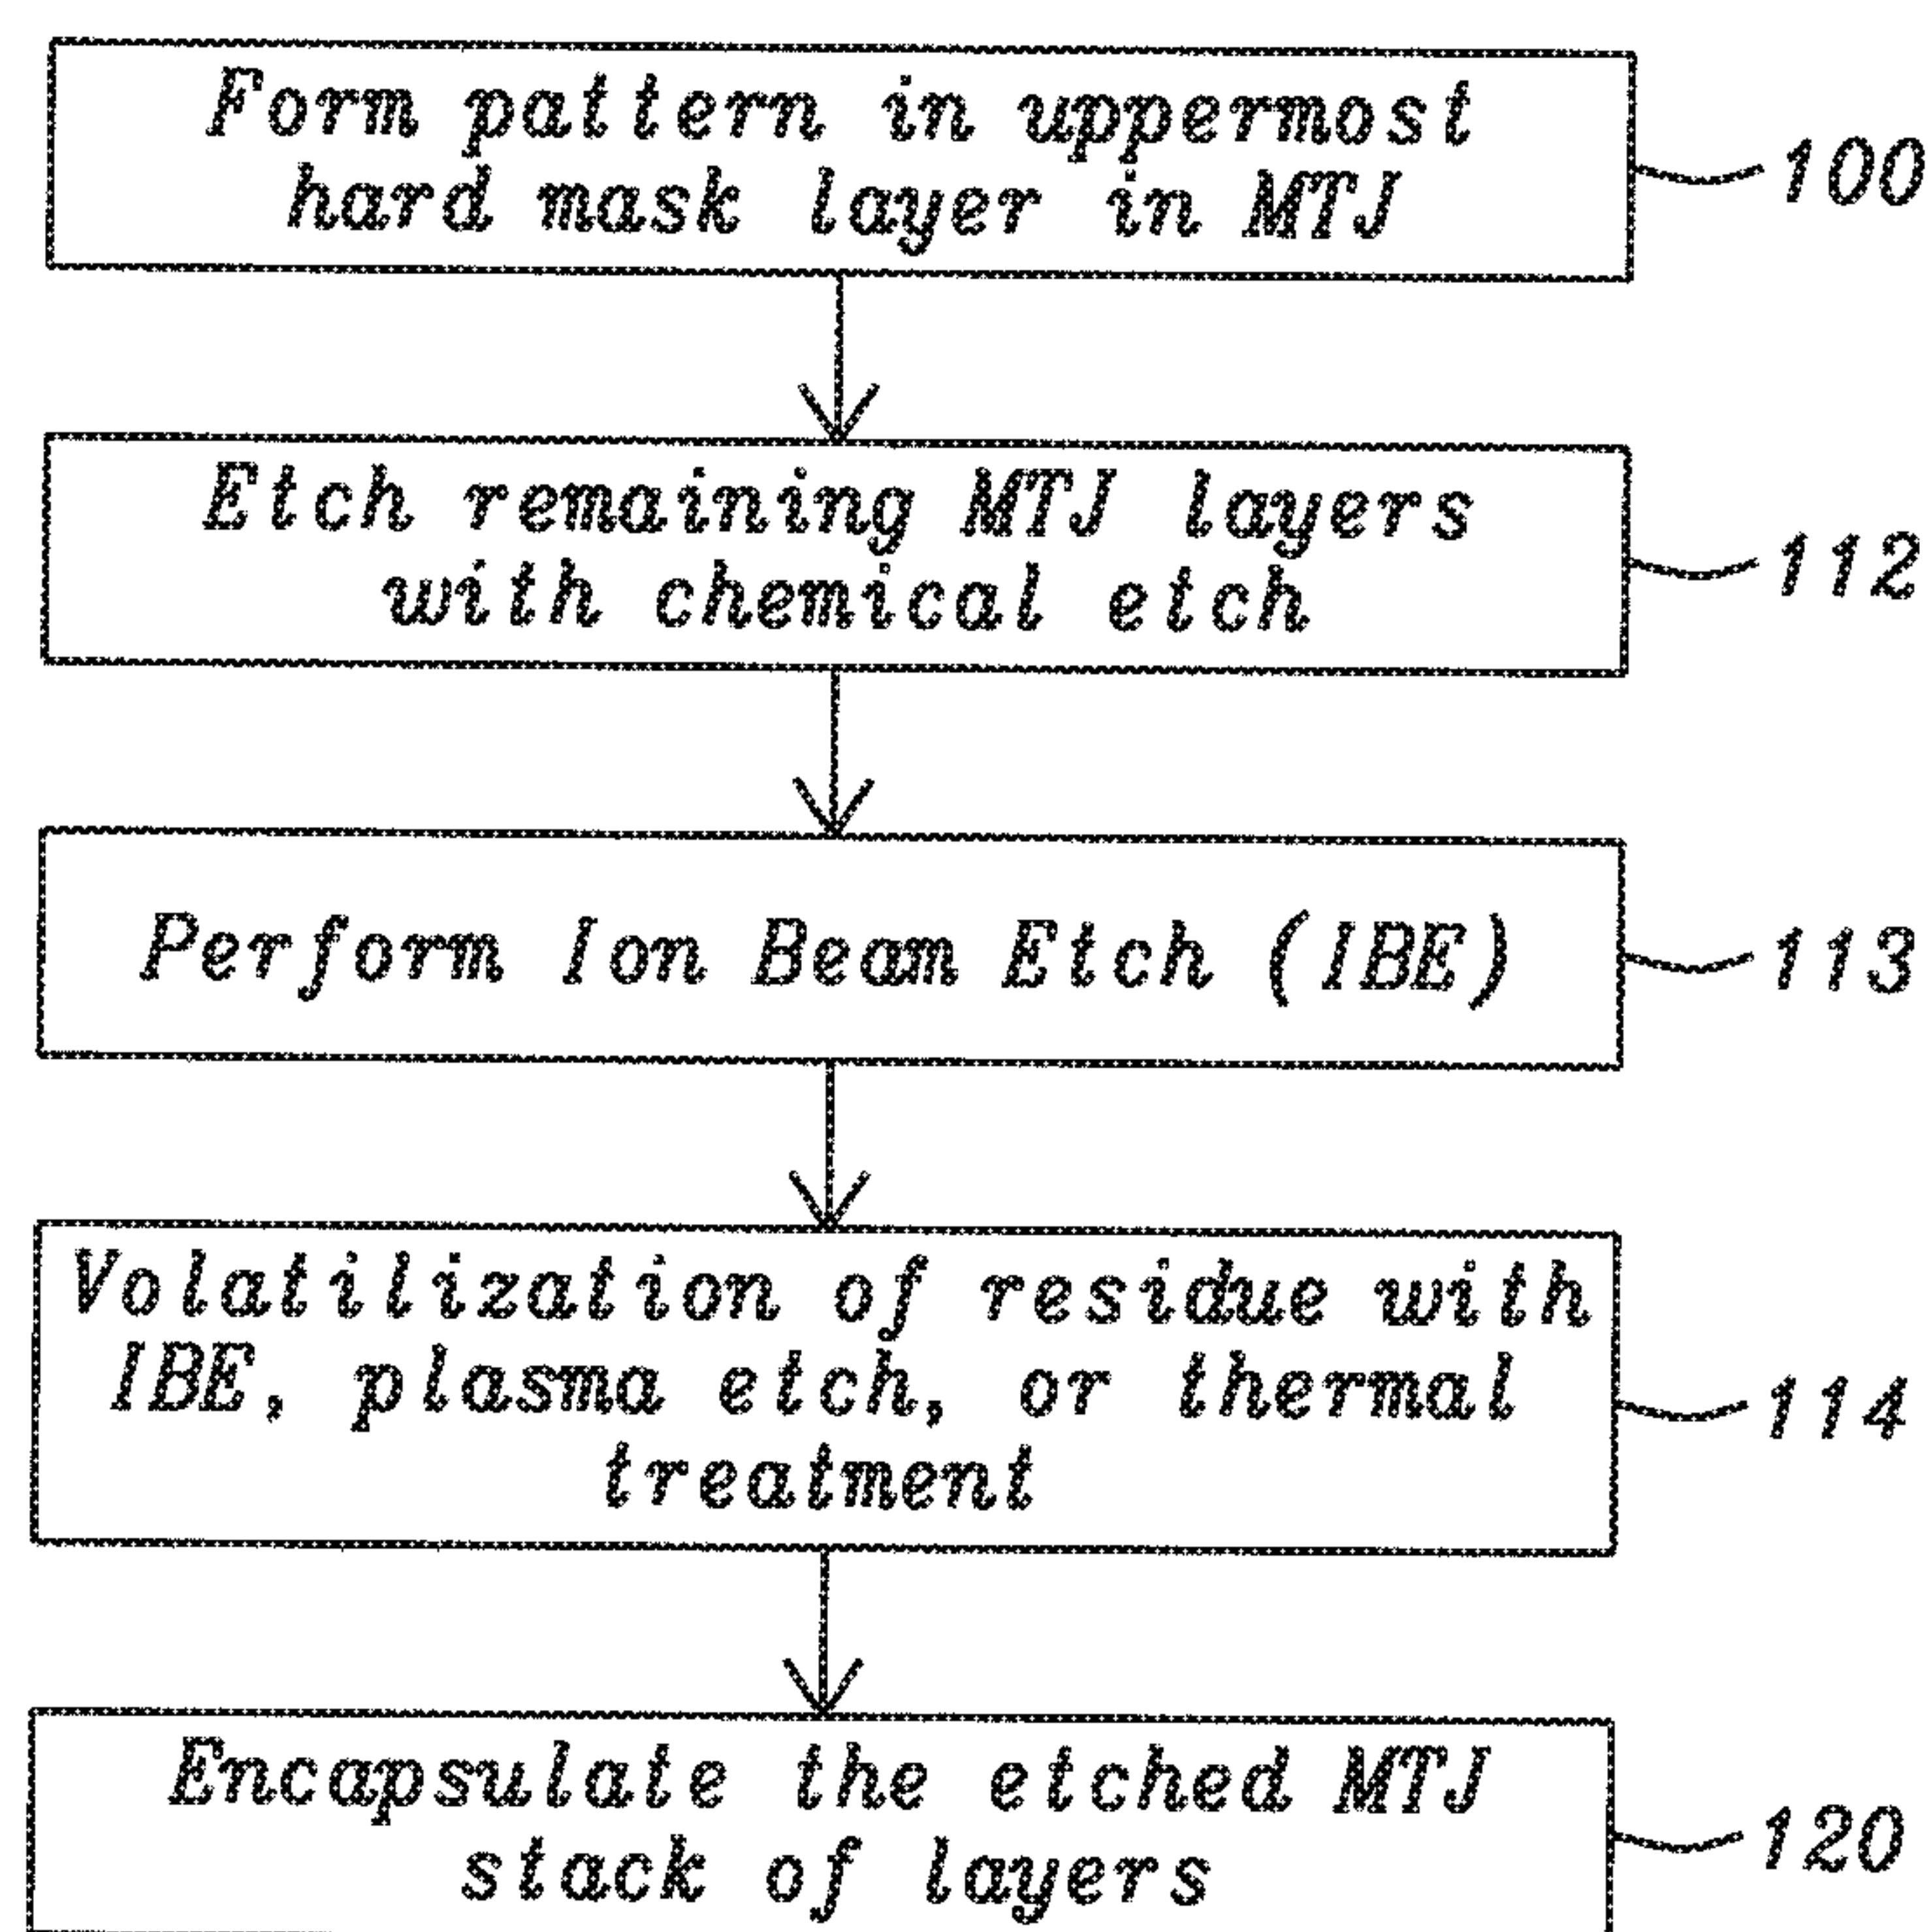 Form pattern in uppermost
hard mask layer in MTJ
100
Etch remaining MTJ layers
with chemical etch
112
Perform Ion Beam Etch (IBE)
113
Volatilization of residue with
IBE, plasma etch, or thermal
treatment
114
Encapsulate the etched MTJ
stack of layers
120